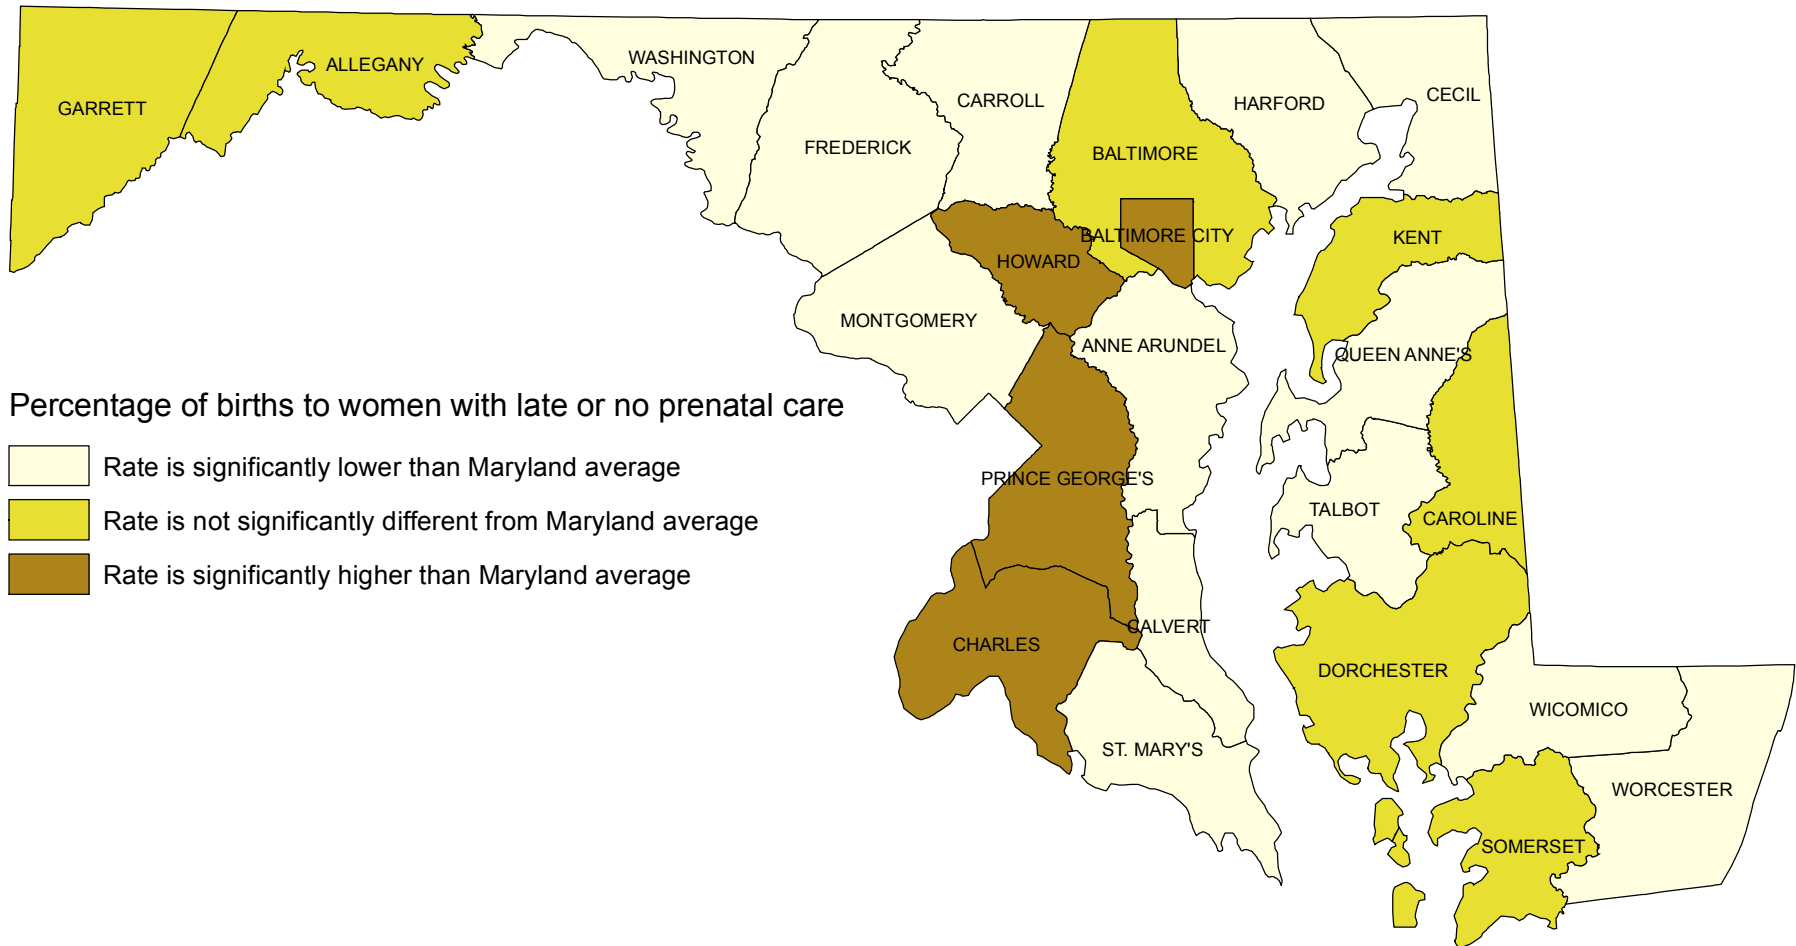 WASHINGTON
ALLEGANY
GARRETT
FREDERICK
CARROLL
BALTIMORE
HARFORD
CECIL
BALTIMORE CITY
HOWARD
KENT
MONTGOMERY
ANNE ARUNDEL
QUEEN ANNE'S
Percentage of births to women with late or no prenatal care
Rate is significantly lower than Maryland average
Rate is not significantly different from Maryland average
Rate is significantly higher than Maryland average
PRINCE GEORGE'S
TALBOT
CAROLINE
CHARLES
CALVERT
DORCHESTER
WICOMICO
ST. MARY'S
WORCESTER
SOMERSET